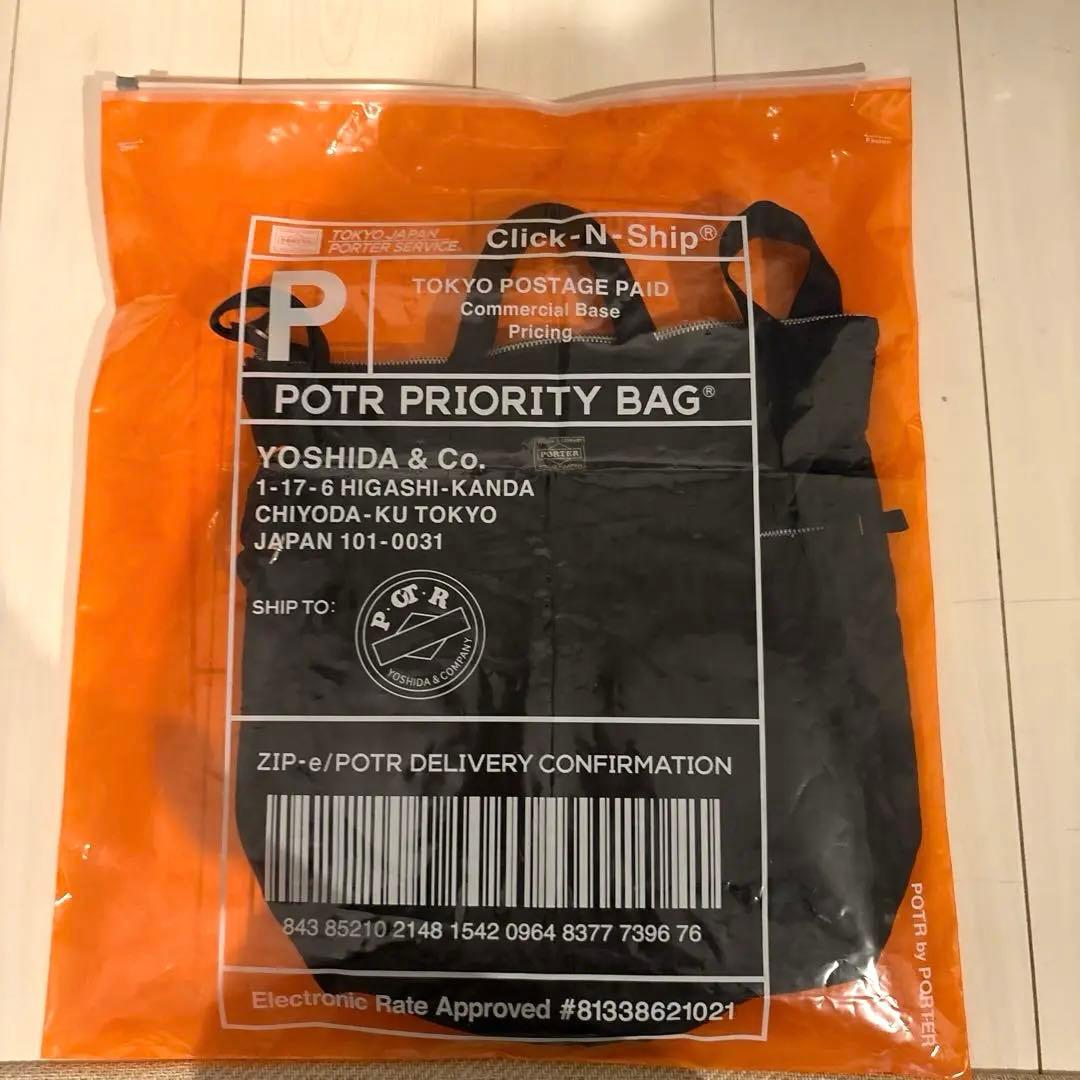 TOKYO JAPAN
PORTER SERVICE.
Click-N-Ship®
P
TOKYO POSTAGE PAID
Commercial Base
Pricing
POTR PRIORITY BAG®
PORTER
YOSHIDA & Co.
1-17-6 HIGASHI-KANDA
CHIYODA-KU TOKYO
JAPAN 101-0031
SHIP TO:
P·OT·R
YOSHIDA & COMPANY
ZIP-e/POTR DELIVERY CONFIRMATION
843 85210 2148 1542 0964 8377 7396 76
Electronic Rate Approved #81338621021
POTR by PORTER